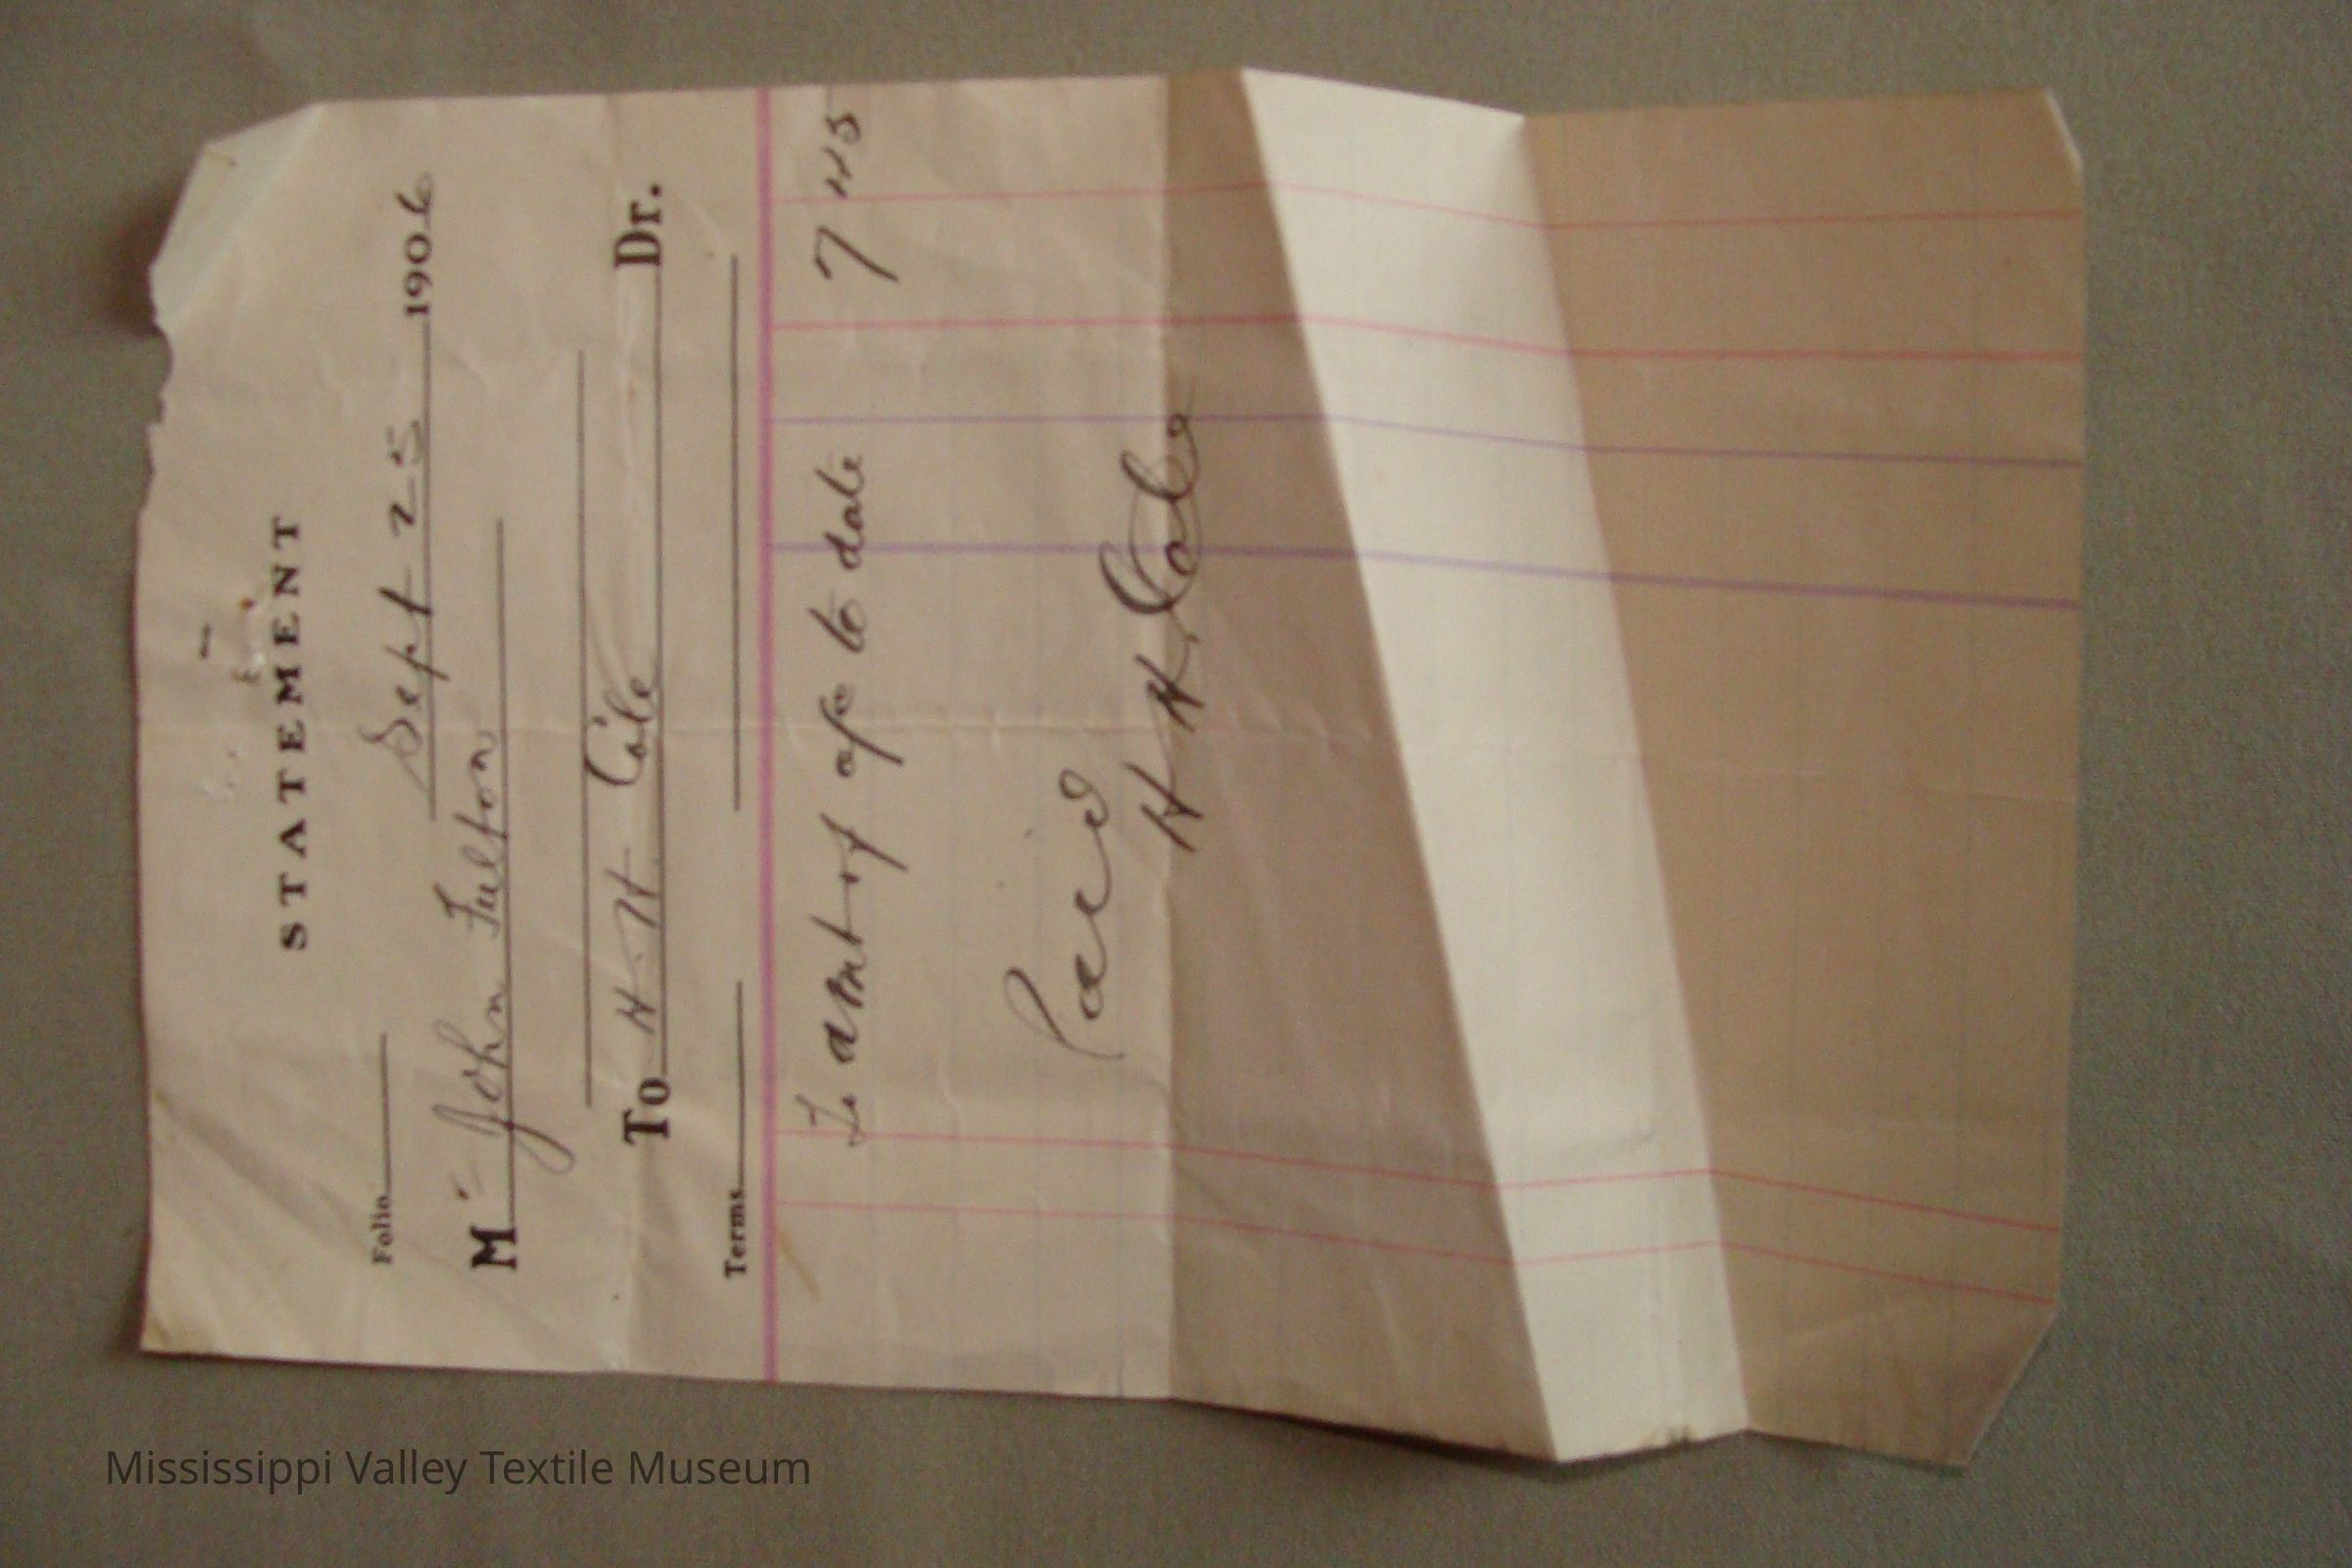 STATEMENT
Folio
Sept 25 1906
M John Fulton
To H. H. Cole Dr.
Terms
To amt of a/c to date 7 45
Paid
H H Cole
Mississippi Valley Textile Museum